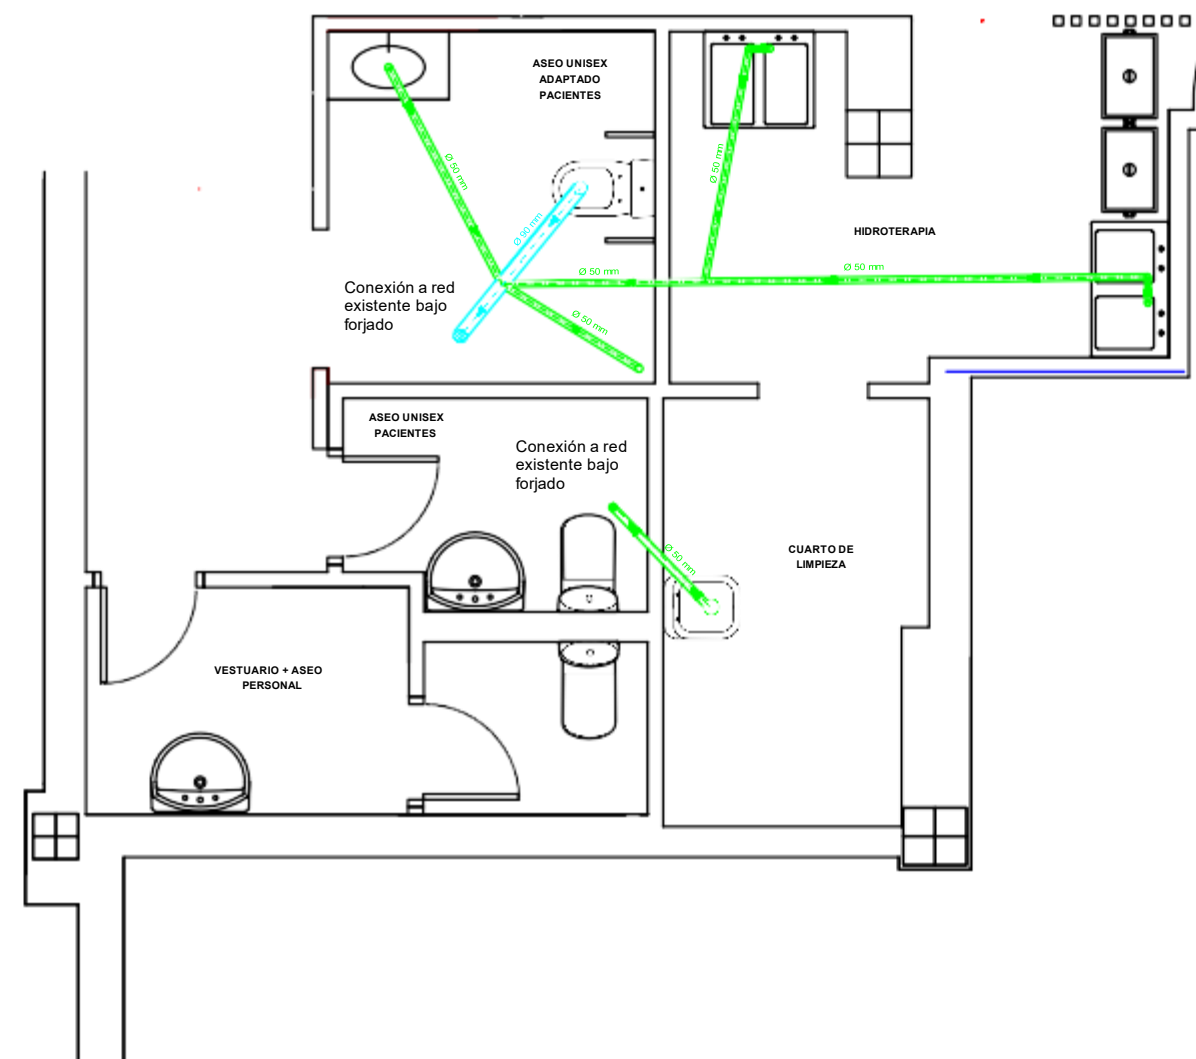 ASEO UNISEX
ADAPTADO
PACIENTES
Ø 50 mm
Ø 50 mm
Ø 90 mm
HIDROTERAPIA
Ø 50 mm
Ø 50 mm
Conexión a red
existente bajo
forjado
Ø 50 mm
ASEO UNISEX
PACIENTES
Conexión a red
existente bajo
forjado
Ø 50 mm
CUARTO DE
LIMPIEZA
VESTUARIO + ASEO
PERSONAL